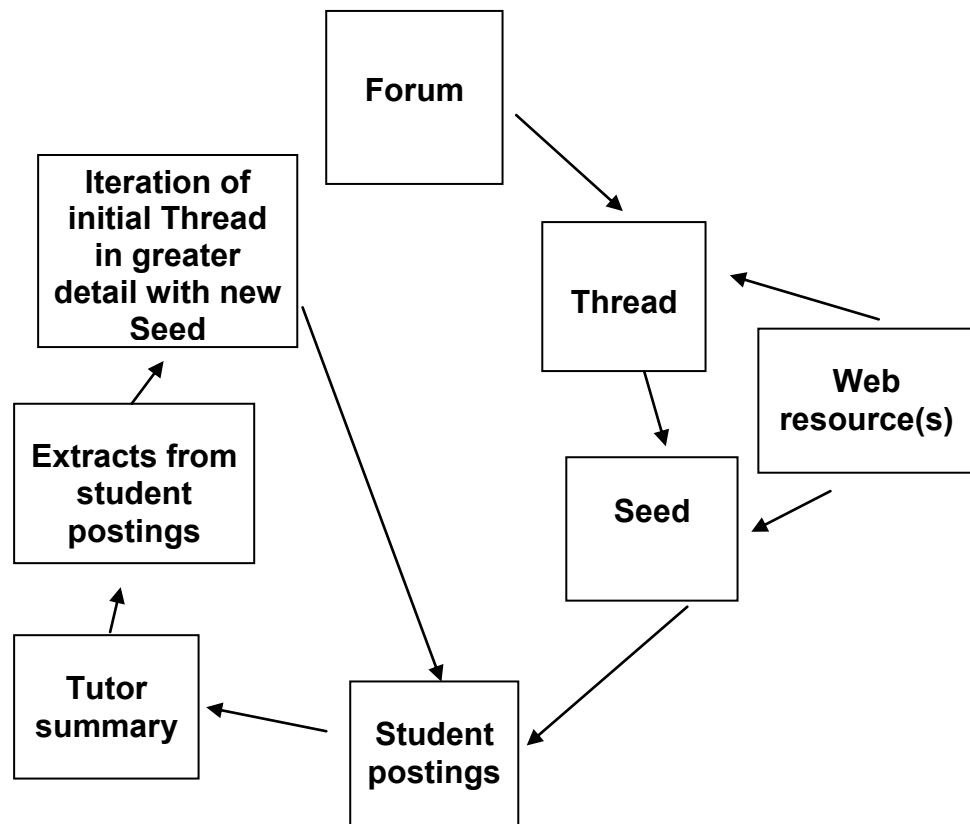 Forum
Iteration of
initial Thread
in greater
detail with new
Seed
Thread
Web
resource(s)
Extracts from
student
postings
Seed
Tutor
summary
Student
postings